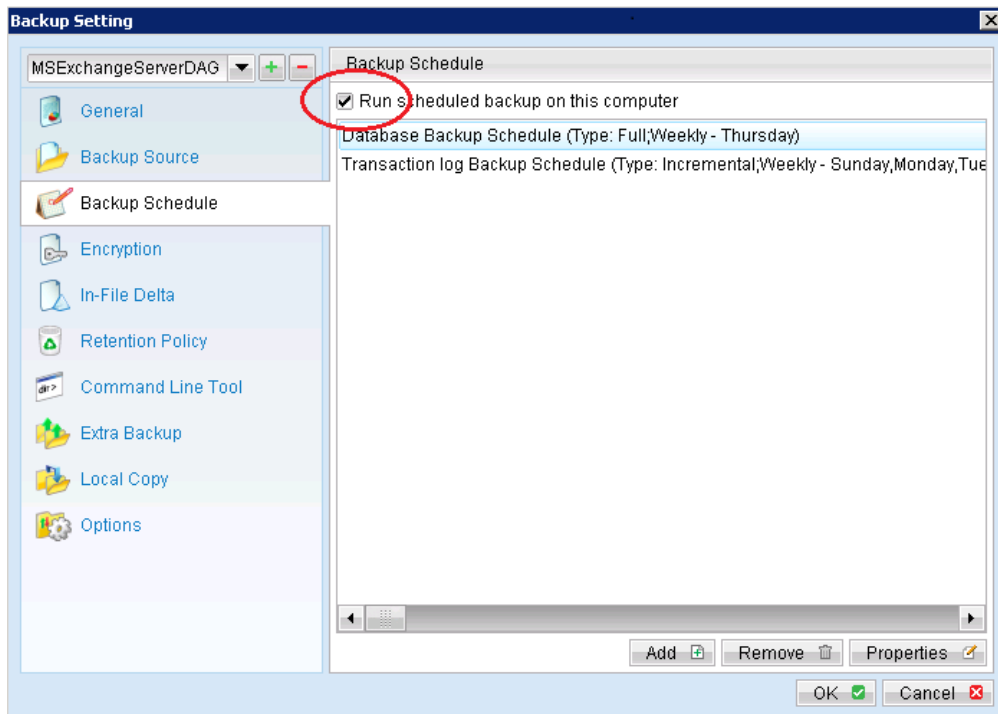 Backup Setting
MSExchangeServerDAG
General
Backup Source
Backup Schedule
Encryption
In-File Delta
Retention Policy
dir>
Command Line Tool
Extra Backup
Local Copy
Options
Backup Schedule
Run scheduled backup on this computer
Database Backup Schedule (Type: Full;Weekly - Thursday)
Transaction log Backup Schedule (Type: Incremental;Weekly - Sunday,Monday,Tue
Add
Remove
Properties
OK
Cancel